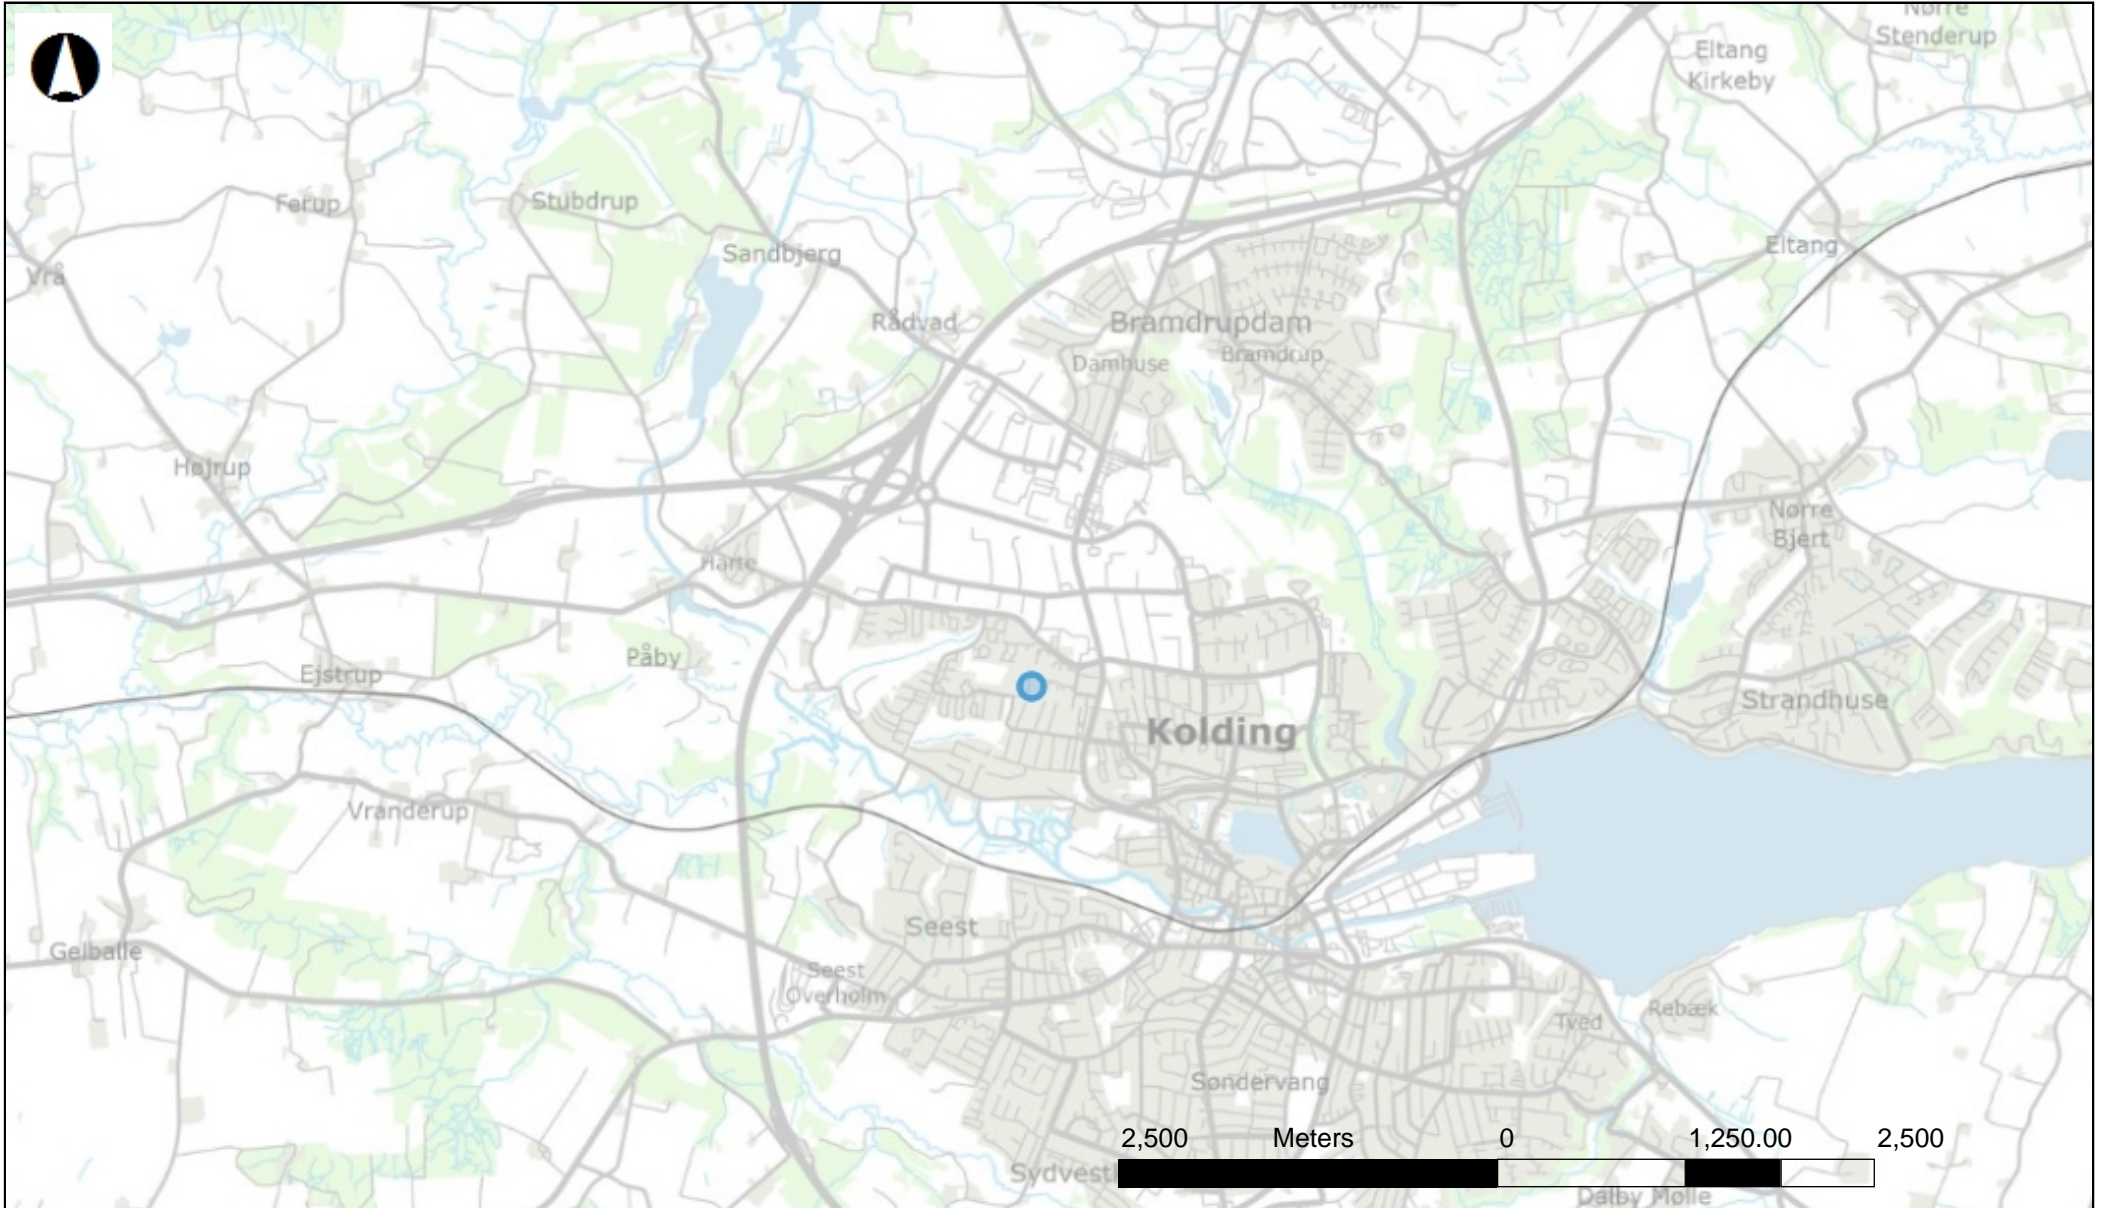 Nørre
Stenderup
Eltang
Kirkeby
Ferup
Stubdrup
Sandbjerg
Eltang
Vrå
Rådvad
Bramdrupdam
Damhuse
Bramdrup
Højrup
Nørre
Bjert
Harte
Påby
Ejstrup
Strandhuse
Kolding
Vranderup
Seest
Gelballe
Seest
Overholm
Rebæk
Tved
Søndervang
2,500 Meters 0 1,250.00 2,500
Sydvest
Dalby Mølle